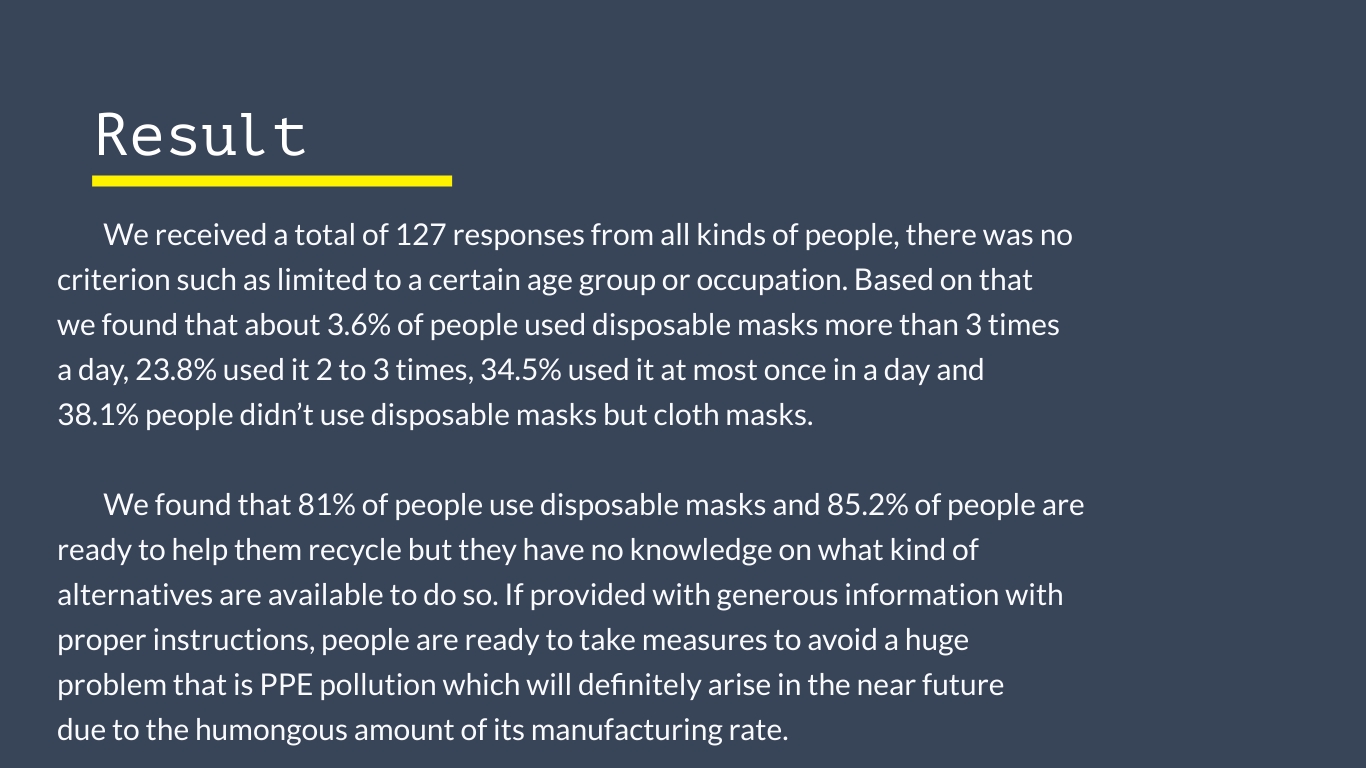 Result
We received a total of 127 responses from all kinds of people, there was no
criterion such as limited to a certain age group or occupation. Based on that
we found that about 3.6% of people used disposable masks more than 3 times
a day, 23.8% used it 2 to 3 times, 34.5% used it at most once in a day and
38.1% people didn’t use disposable masks but cloth masks.
We found that 81% of people use disposable masks and 85.2% of people are
ready to help them recycle but they have no knowledge on what kind of
alternatives are available to do so. If provided with generous information with
proper instructions, people are ready to take measures to avoid a huge
problem that is PPE pollution which will definitely arise in the near future
due to the humongous amount of its manufacturing rate.